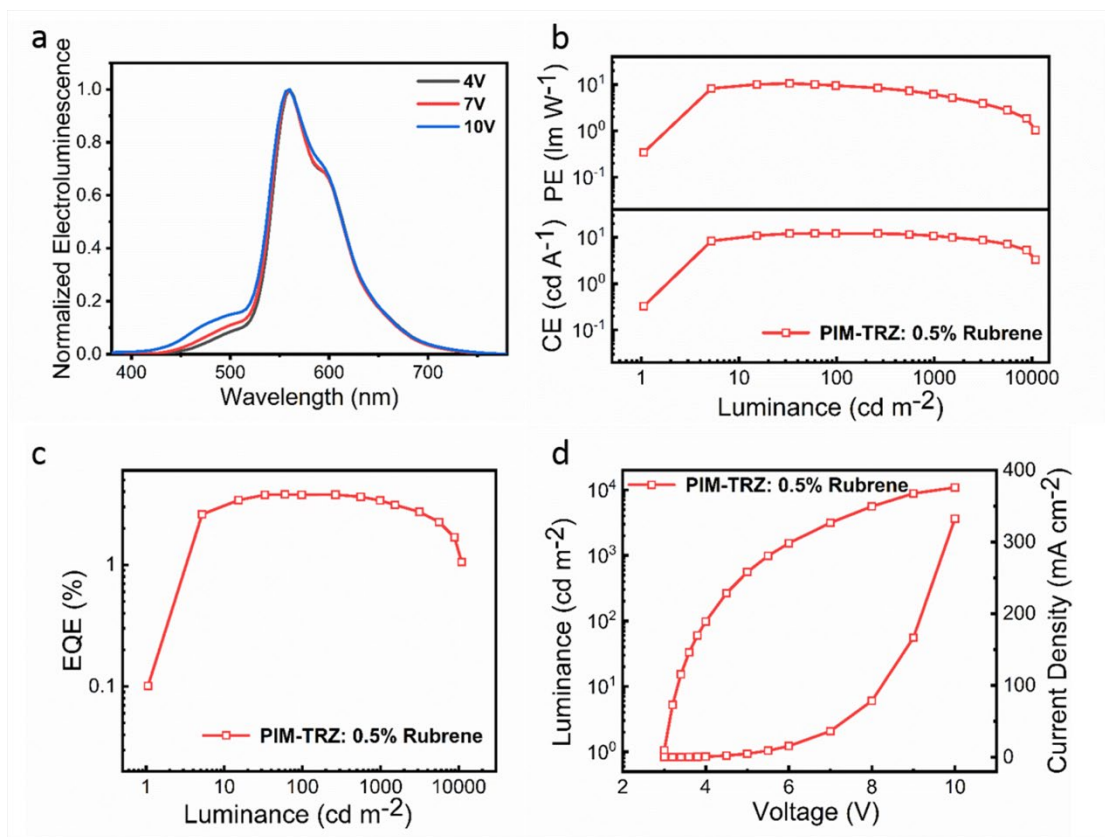 a
Normalized Electroluminescence
1.0
0.8
0.6
0.4
0.2
0.0
4V
7V
10V
400
500
600
700
Wavelength (nm)
b
PE (lm W-1)
10^1
10^0
10^-1
CE (cd A-1)
10^1
10^0
10^-1
PIM-TRZ: 0.5% Rubrene
1
10
100
1000
10000
Luminance (cd m-2)
c
EQE (%)
1
0.1
PIM-TRZ: 0.5% Rubrene
1
10
100
1000
10000
Luminance (cd m-2)
d
Luminance (cd m-2)
10^4
10^3
10^2
10^1
10^0
PIM-TRZ: 0.5% Rubrene
400
300
200
100
0
Current Density (mA cm-2)
2
4
6
8
10
Voltage (V)